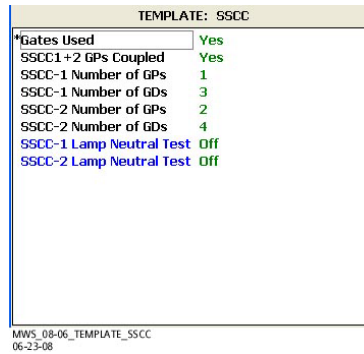 TEMPLATE: SSCC
*Gates Used Yes
SSCC1+2 GPs Coupled Yes
SSCC-1 Number of GPs 1
SSCC-1 Number of GDs 3
SSCC-2 Number of GPs 2
SSCC-2 Number of GDs 4
SSCC-1 Lamp Neutral Test Off
SSCC-2 Lamp Neutral Test Off
MWS_08-06_TEMPLATE_SSCC
06-23-08